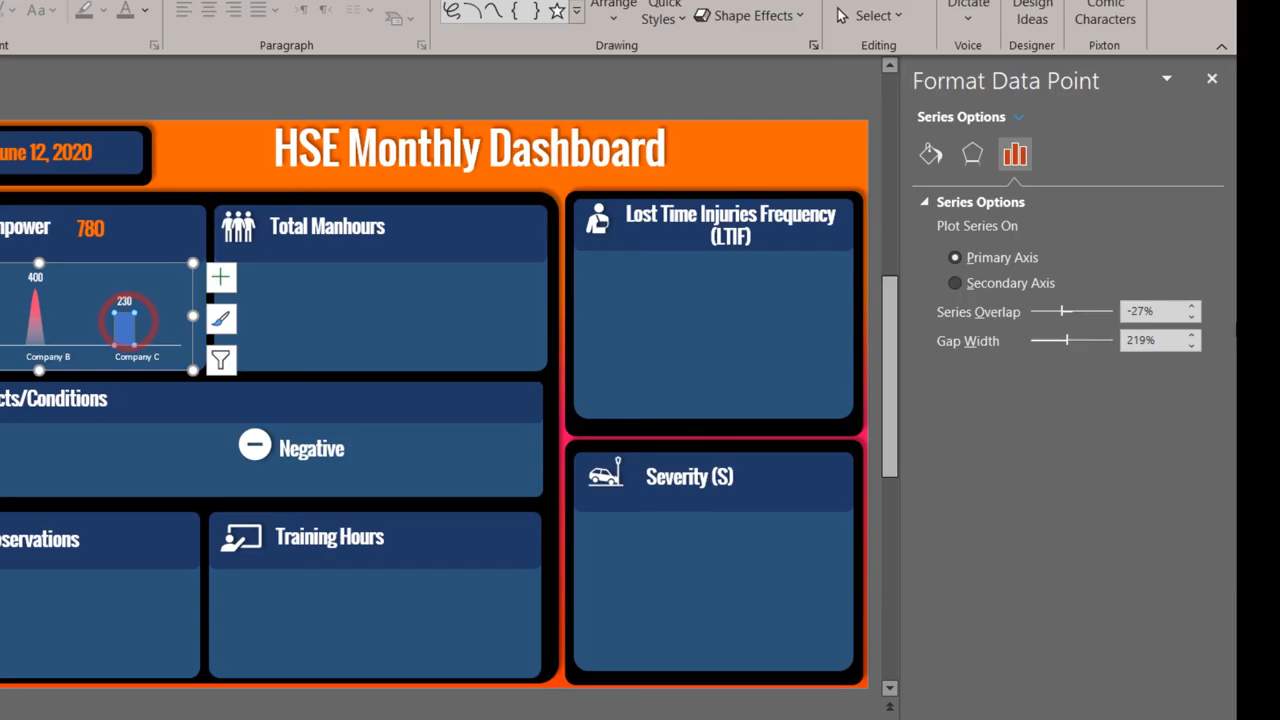 Aa
A
Arrange
Quick
Styles
Shape Effects
Select
Dictate
Design
Ideas
Comic
Characters
Paragraph
Drawing
Editing
Voice
Designer
Pixton
Format Data Point
Series Options
Series Options
Plot Series On
Primary Axis
Secondary Axis
Series Overlap
-27%
Gap Width
219%
une 12, 2020
HSE Monthly Dashboard
npower
780
Total Manhours
Lost Time Injuries Frequency
(LTIF)
400
230
Company B
Company C
cts/Conditions
Negative
Severity (S)
servations
Training Hours